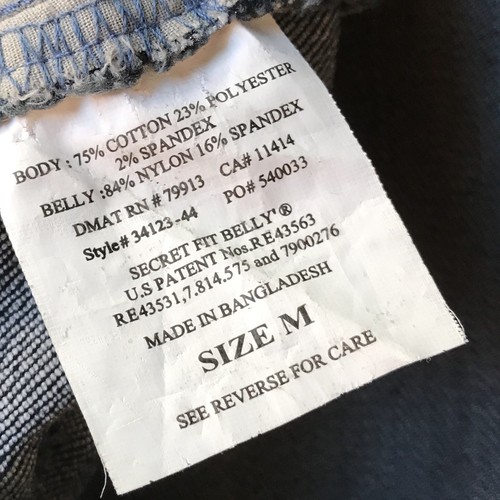 BODY : 75% COTTON 23% POLYESTER
2% SPANDEX
BELLY :84% NYLON 16% SPANDEX
DMAT RN # 79913 CA# 11414
Style# 34123-44 PO# 540033
SECRET FIT BELLY'®
U.S PATENT Nos.RE43563
RE43531,7.814.575 and 7900276
MADE IN BANGLADESH
SIZE M
SEE REVERSE FOR CARE